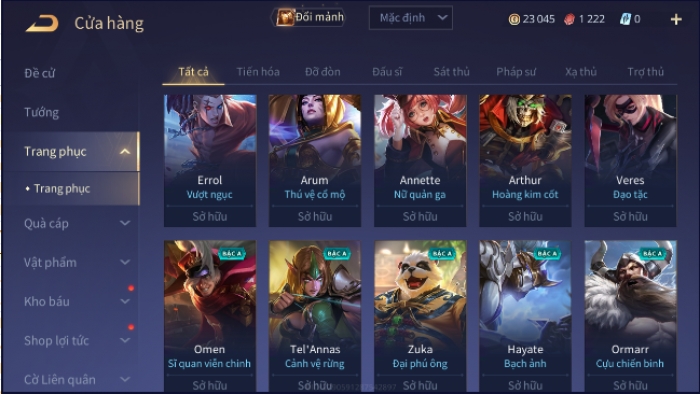 Cửa hàng
Đổi mảnh
Mặc định
23 045
1 222
0
Đề cử
Tướng
Trang phục
Trang phục
Quà cáp
Vật phẩm
Kho báu
Shop lợi tức
Cờ Liên quân
Tất cả Tiến hóa Đỡ đòn Đấu sĩ Sát thủ Pháp sư Xạ thủ Trợ thủ
Errol
Vượt ngục
Sở hữu
Arum
Thú vệ cổ mộ
Sở hữu
Annette
Nữ quản ga
Sở hữu
Arthur
Hoàng kim cốt
Sở hữu
Veres
Đạo tặc
Sở hữu
BẬC A
Omen
Sĩ quan viễn chinh
Sở hữu
BẬC A
Tel'Annas
Cảnh vệ rừng
Sở hữu
BẬC A
Zuka
Đại phú ông
Sở hữu
BẬC A
Hayate
Bạch ảnh
Sở hữu
BẬC A
Ormarr
Cựu chiến binh
Sở hữu